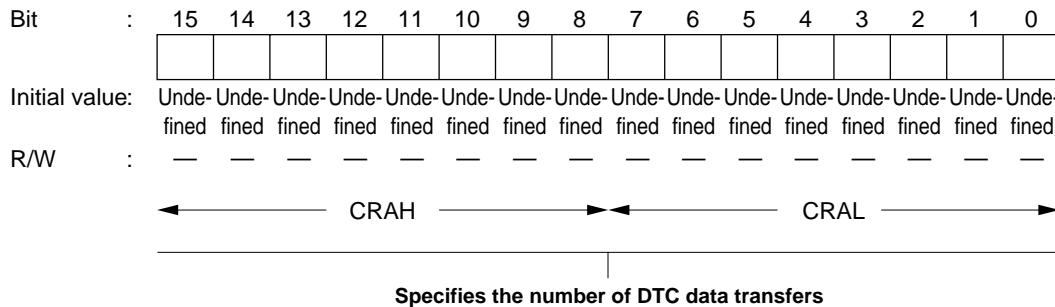 Bit : 15 14 13 12 11 10 9 8 7 6 5 4 3 2 1 0
Initial value: Unde- Unde- Unde- Unde- Unde- Unde- Unde- Unde- Unde- Unde- Unde- Unde- Unde- Unde- Unde- Unde-
fined fined fined fined fined fined fined fined fined fined fined fined fined fined fined fined
R/W : — — — — — — — — — — — — — — — —
CRAH CRAL
Specifies the number of DTC data transfers